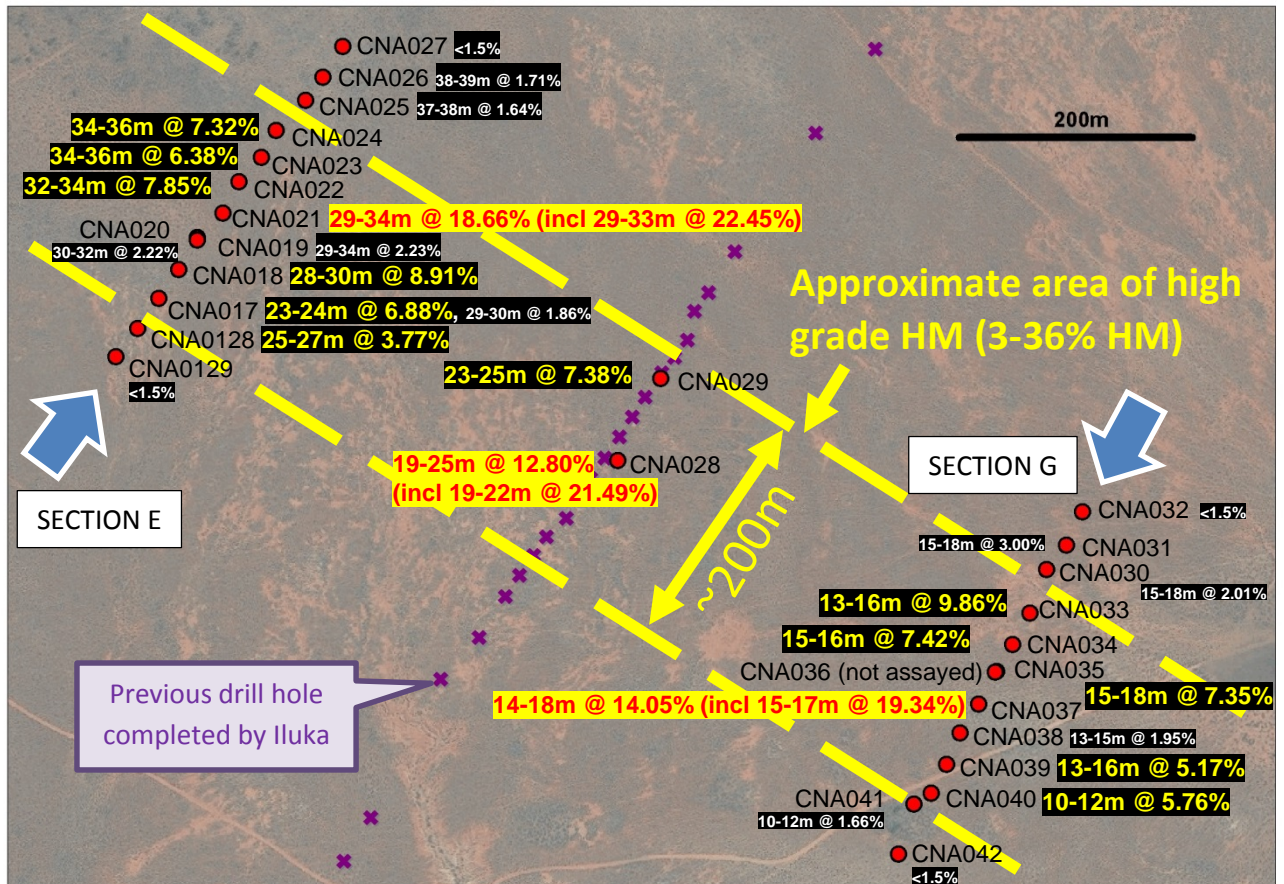 CNA027 <1.5%
CNA026 38-39m @ 1.71%
CNA025 37-38m @ 1.64%
34-36m @ 7.32% CNA024
34-36m @ 6.38% CNA023
32-34m @ 7.85% CNA022
CNA021 29-34m @ 18.66% (incl 29-33m @ 22.45%)
CNA020
30-32m @ 2.22%
CNA019 29-34m @ 2.23%
CNA018 28-30m @ 8.91%
CNA017 23-24m @ 6.88%, 29-30m @ 1.86%
CNA0128 25-27m @ 3.77%
CNA0129
<1.5%
SECTION E
200m
Approximate area of high
grade HM (3-36% HM)
23-25m @ 7.38% CNA029
19-25m @ 12.80%
(incl 19-22m @ 21.49%)
CNA028
~200m
SECTION G
CNA032 <1.5%
15-18m @ 3.00% CNA031
CNA030
15-18m @ 2.01%
13-16m @ 9.86% CNA033
15-16m @ 7.42% CNA034
CNA036 (not assayed) CNA035
15-18m @ 7.35%
14-18m @ 14.05% (incl 15-17m @ 19.34%) CNA037
CNA038 13-15m @ 1.95%
CNA039 13-16m @ 5.17%
CNA040 10-12m @ 5.76%
CNA041
10-12m @ 1.66%
CNA042
<1.5%
Previous drill hole
completed by Iluka